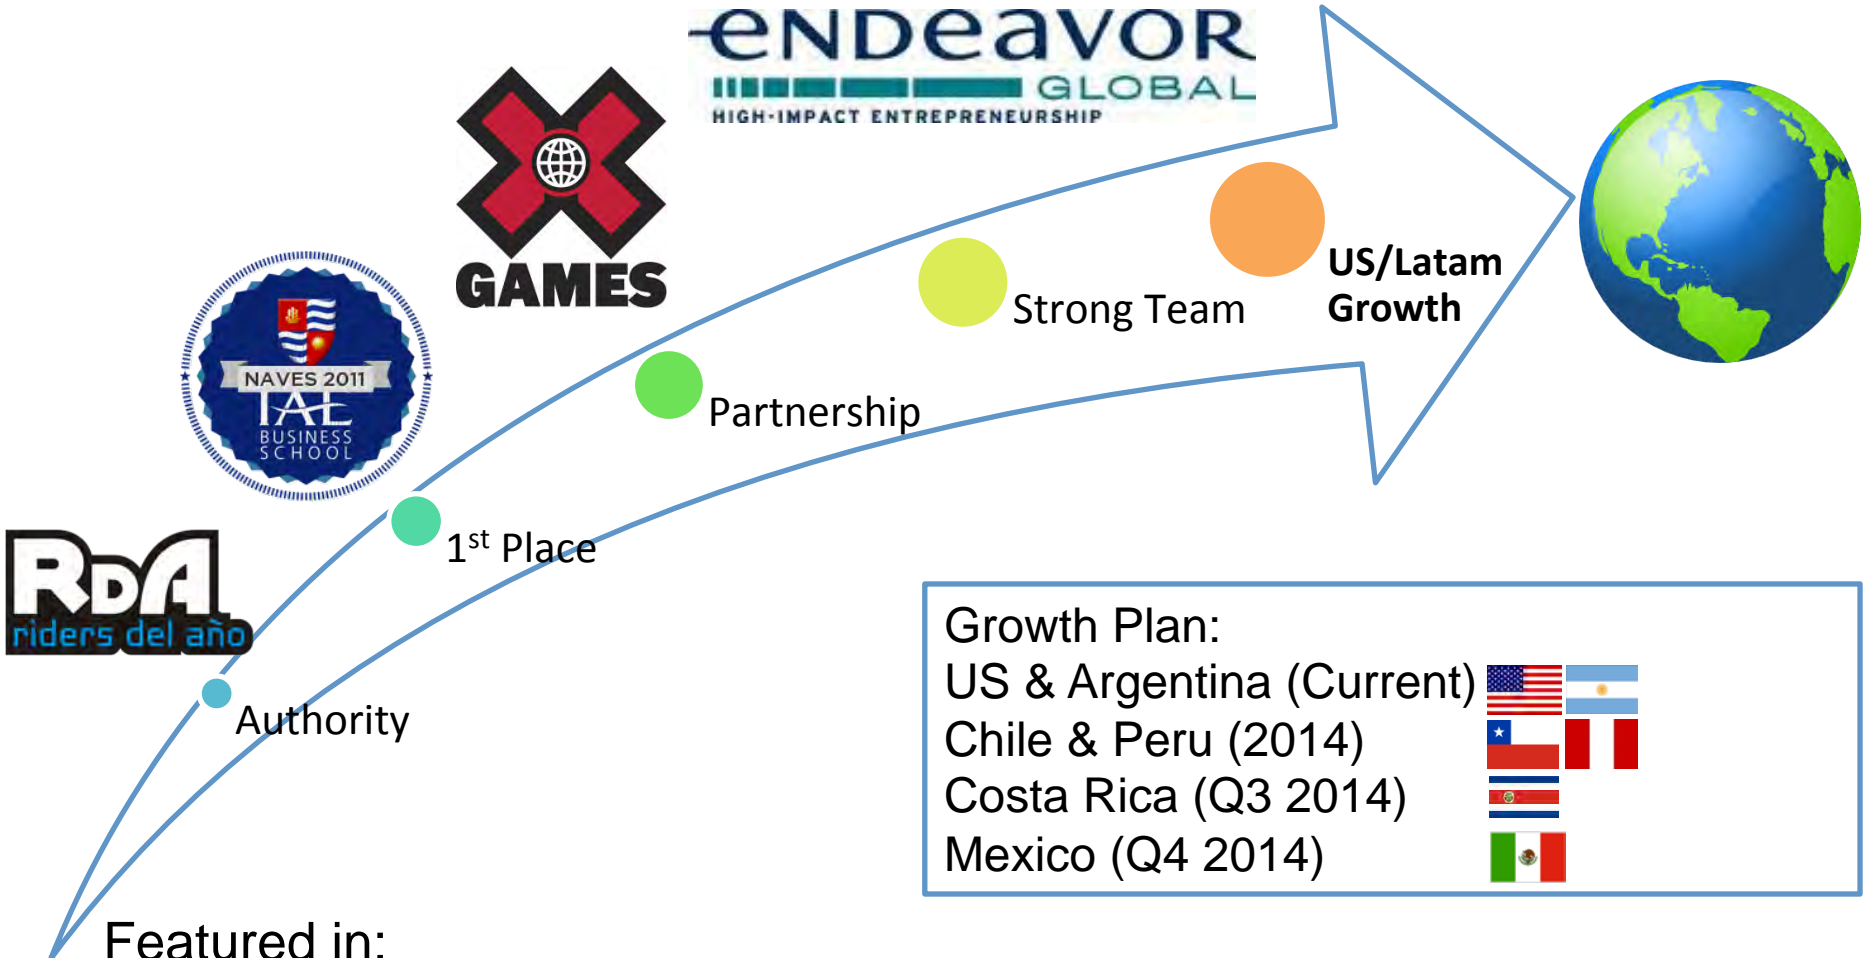 eNDeavoR
GLOBAL
HIGH-IMPACT ENTREPRENEURSHIP
GAMES
US/Latam
Growth
Strong Team
NAVES 2011
IAE
BUSINESS
SCHOOL
Partnership
1st Place
RDA
riders del año
Authority
Growth Plan:
US & Argentina (Current)
Chile & Peru (2014)
Costa Rica (Q3 2014)
Mexico (Q4 2014)
Featured in: